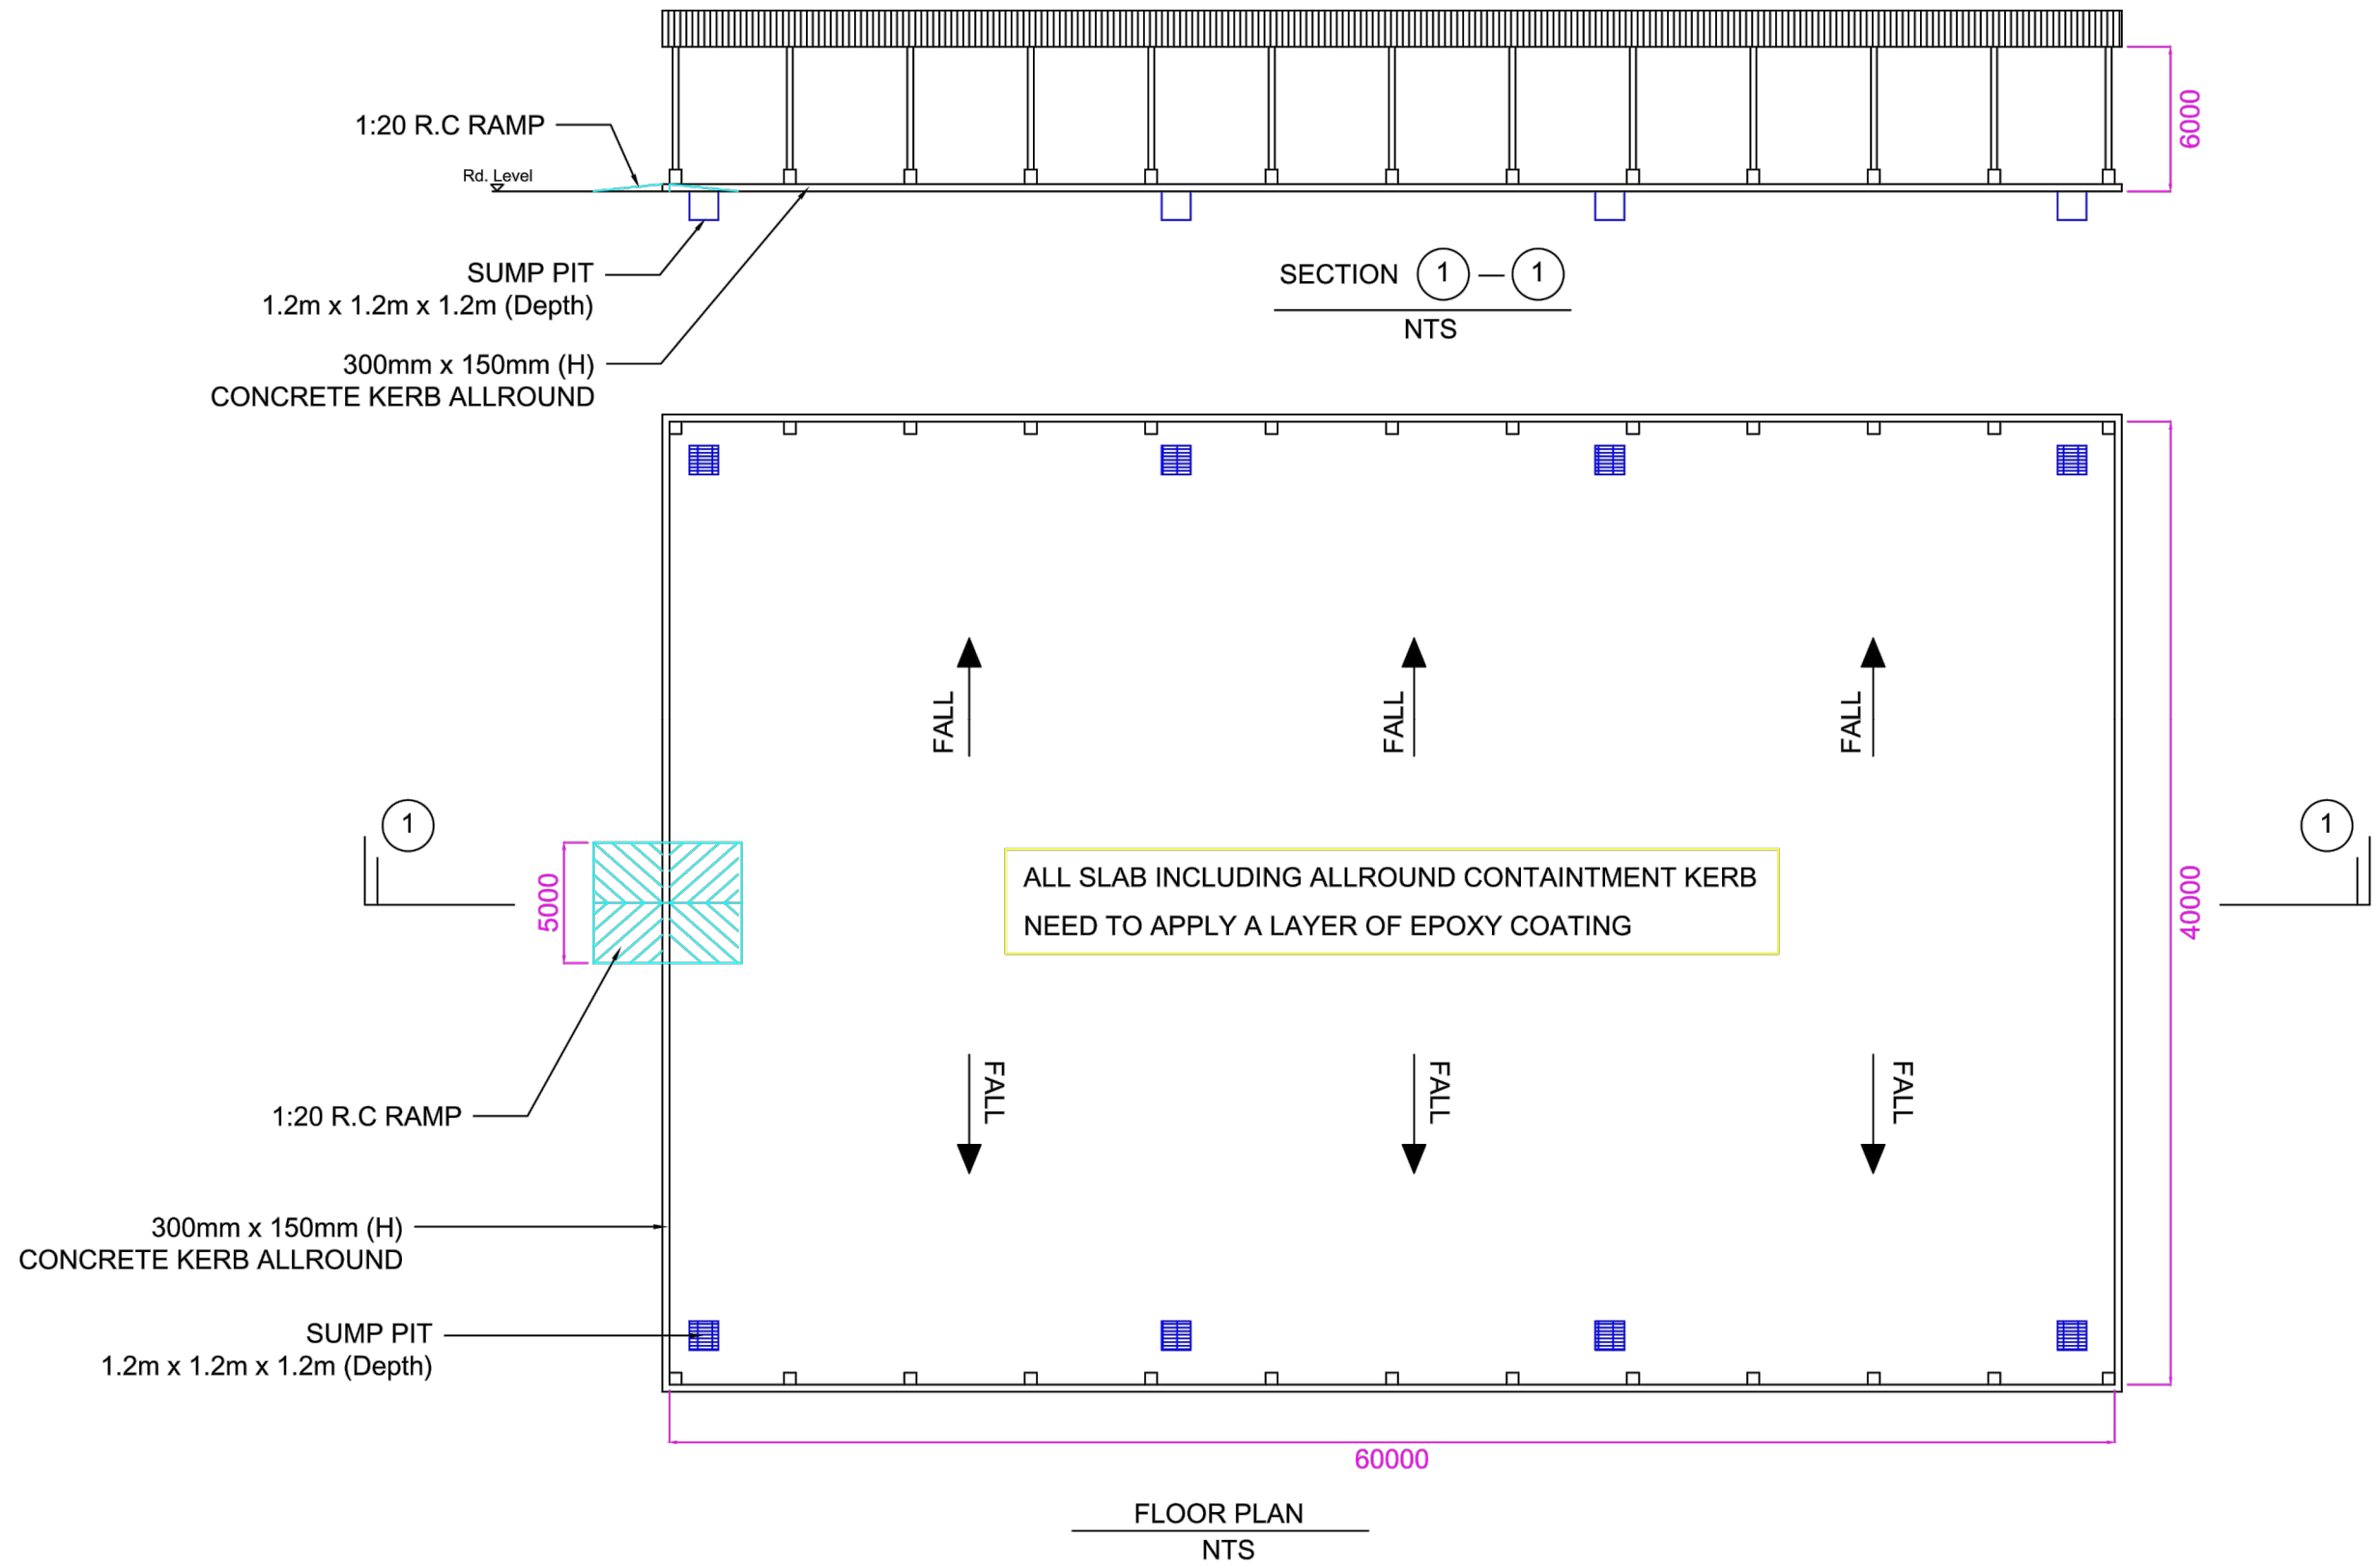 1:20 R.C RAMP
6000
Rd. Level
SUMP PIT
1.2m x 1.2m x 1.2m (Depth)
SECTION 1 — 1
NTS
300mm x 150mm (H)
CONCRETE KERB ALLROUND
FALL
FALL
FALL
1
1
5000
ALL SLAB INCLUDING ALLROUND CONTAINTMENT KERB
NEED TO APPLY A LAYER OF EPOXY COATING
40000
FALL
FALL
FALL
1:20 R.C RAMP
300mm x 150mm (H)
CONCRETE KERB ALLROUND
SUMP PIT
1.2m x 1.2m x 1.2m (Depth)
60000
FLOOR PLAN
NTS